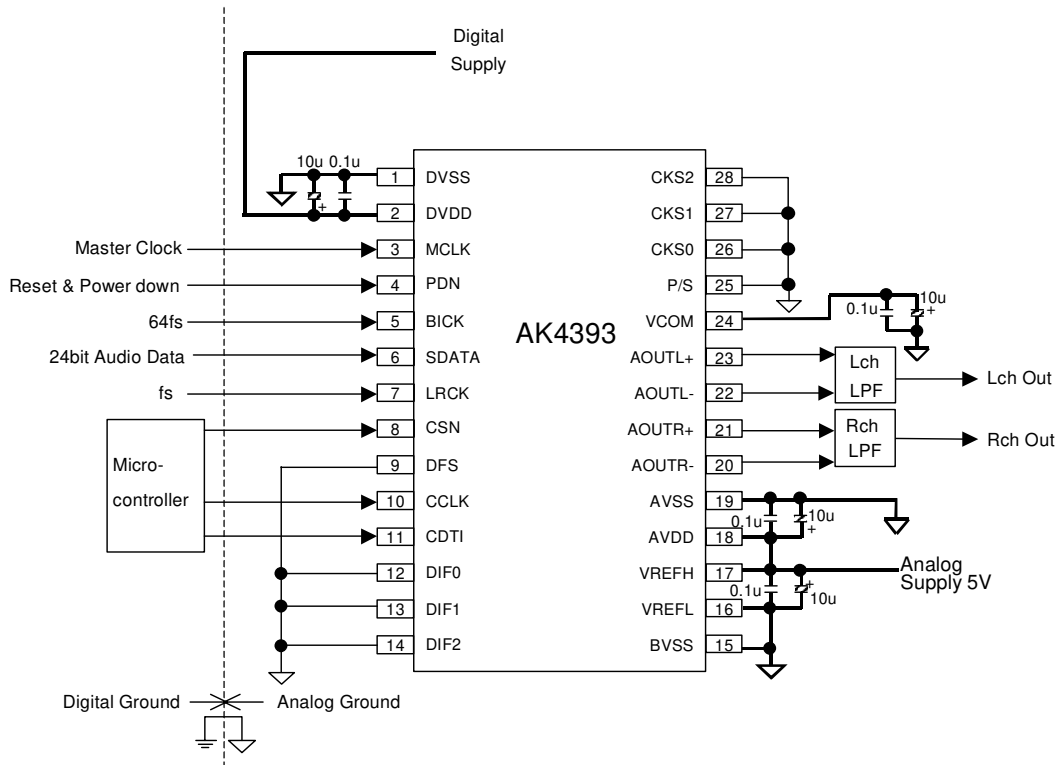 Digital
Supply
10u 0.1u
1 DVSS
2 DVDD
Master Clock 3 MCLK
Reset & Power down 4 PDN
64fs 5 BICK
24bit Audio Data 6 SDATA
fs 7 LRCK
8 CSN
Micro-
controller
9 DFS
10 CCLK
11 CDTI
12 DIF0
13 DIF1
14 DIF2
AK4393
CKS2 28
CKS1 27
CKS0 26
P/S 25
VCOM 24
0.1u 10u
+
AOUTL+ 23
AOUTL- 22
Lch
LPF
Lch Out
AOUTR+ 21
AOUTR- 20
Rch
LPF
Rch Out
AVSS 19
0.1u 10u
+
AVDD 18
VREFH 17
Analog
Supply 5V
0.1u 10u
+
VREFL 16
BVSS 15
+
Digital Ground Analog Ground